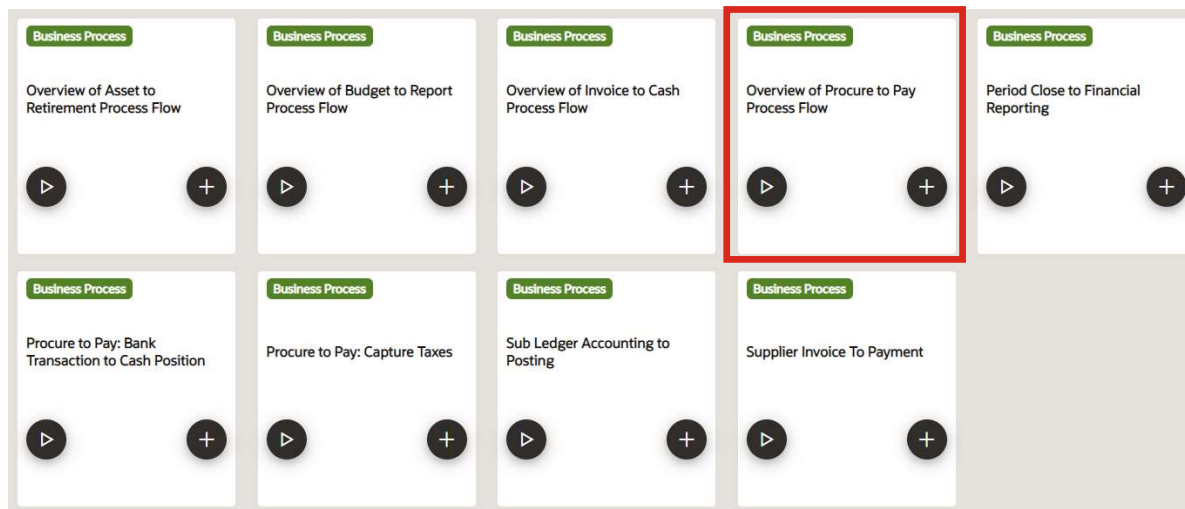 Business Process
Overview of Asset to
Retirement Process Flow
Business Process
Overview of Budget to Report
Process Flow
Business Process
Overview of Invoice to Cash
Process Flow
Business Process
Overview of Procure to Pay
Process Flow
Business Process
Period Close to Financial
Reporting
Business Process
Procure to Pay: Bank
Transaction to Cash Position
Business Process
Procure to Pay: Capture Taxes
Business Process
Sub Ledger Accounting to
Posting
Business Process
Supplier Invoice To Payment